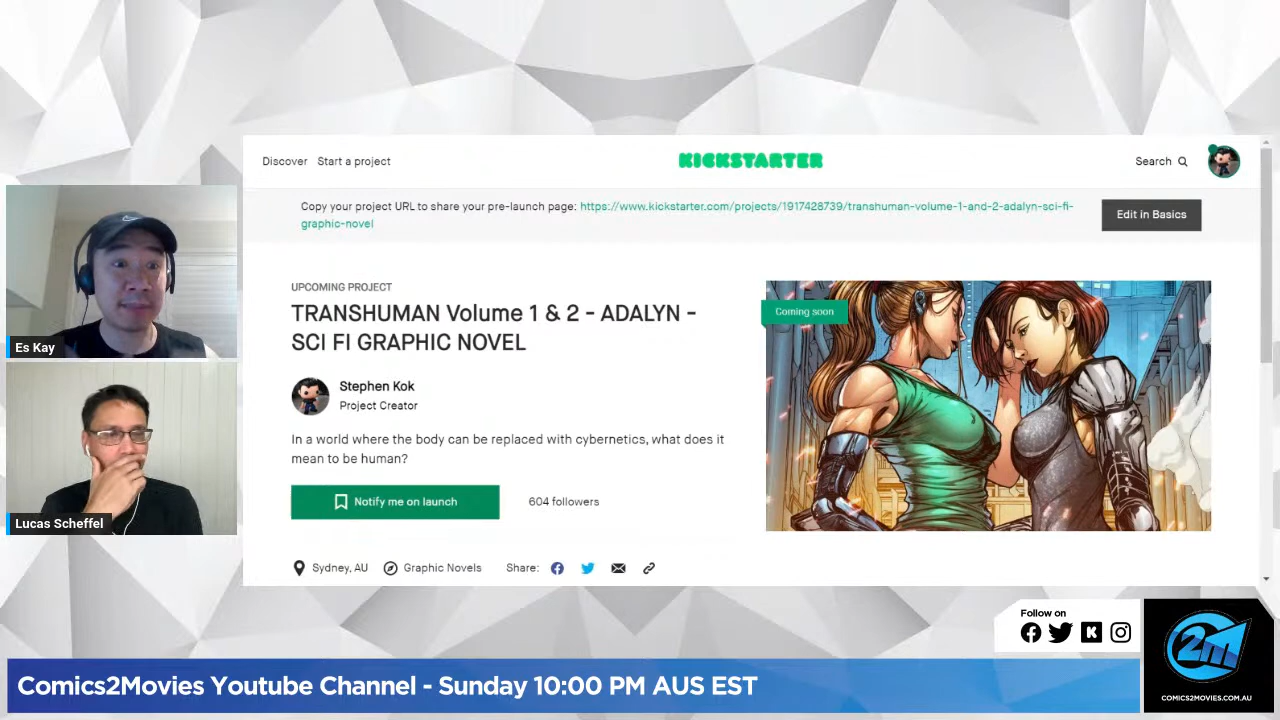 Discover Start a project
KICKSTARTER
Search
Copy your project URL to share your pre-launch page: https://www.kickstarter.com/projects/1917428739/transhuman-volume-1-and-2-adalyn-sci-fi-
graphic-novel
Edit in Basics
UPCOMING PROJECT
TRANSHUMAN Volume 1 & 2 - ADALYN -
SCI FI GRAPHIC NOVEL
Stephen Kok
Project Creator
In a world where the body can be replaced with cybernetics, what does it
mean to be human?
Notify me on launch
604 followers
Sydney, AU
Graphic Novels
Share:
Coming soon
Es Kay
Lucas Scheffel
Follow on
2M
COMICS2MOVIES.COM.AU
Comics2Movies Youtube Channel - Sunday 10:00 PM AUS EST